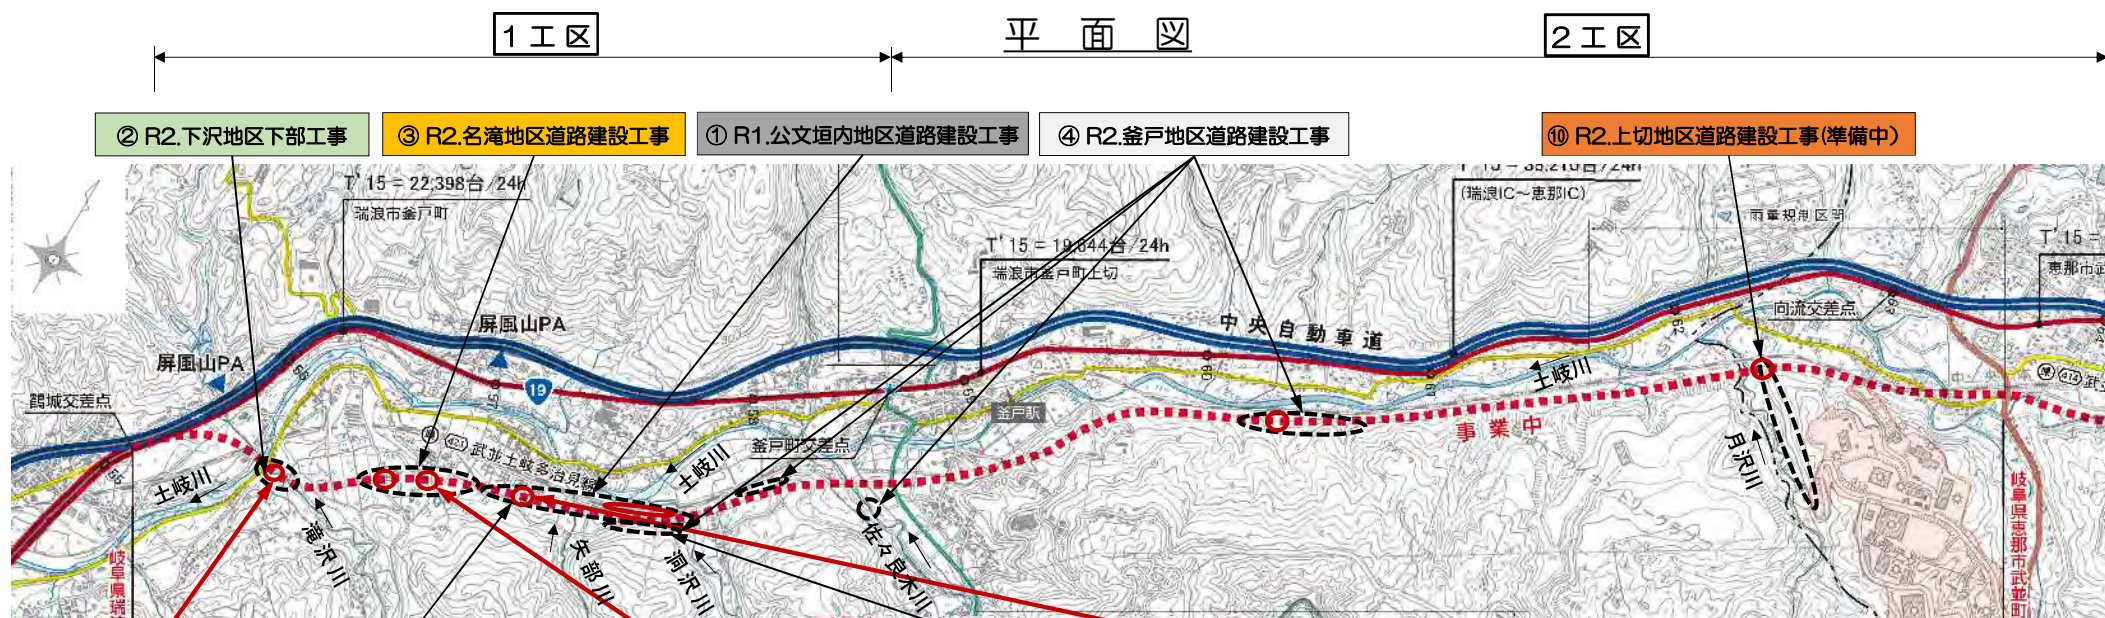 1工区
平面図
2工区
② R2.下沢地区下部工事
③ R2.名滝地区道路建設工事
① R1.公文垣内地区道路建設工事
④ R2.釜戸地区道路建設工事
⑩ R2.上切地区道路建設工事(準備中)
T'15 = 22,398台/24h
瑞浪市釜戸町
T'15 = 19,844台/24h
瑞浪市釜戸町上切
(瑞浪IC～恵那IC)
雨量規制区間
T'15 =
恵那市武
屏風山PA
屏風山PA
中央自動車道
向流交差点
19
鶴城交差点
釜戸駅
釜戸町交差点
土岐川
事業中
武並土岐多治見線
土岐川
土岐川
滝沢川
矢部川
洞沢川
佐々良木川
月沢川
岐阜県瑞
岐阜県恵那市武並町